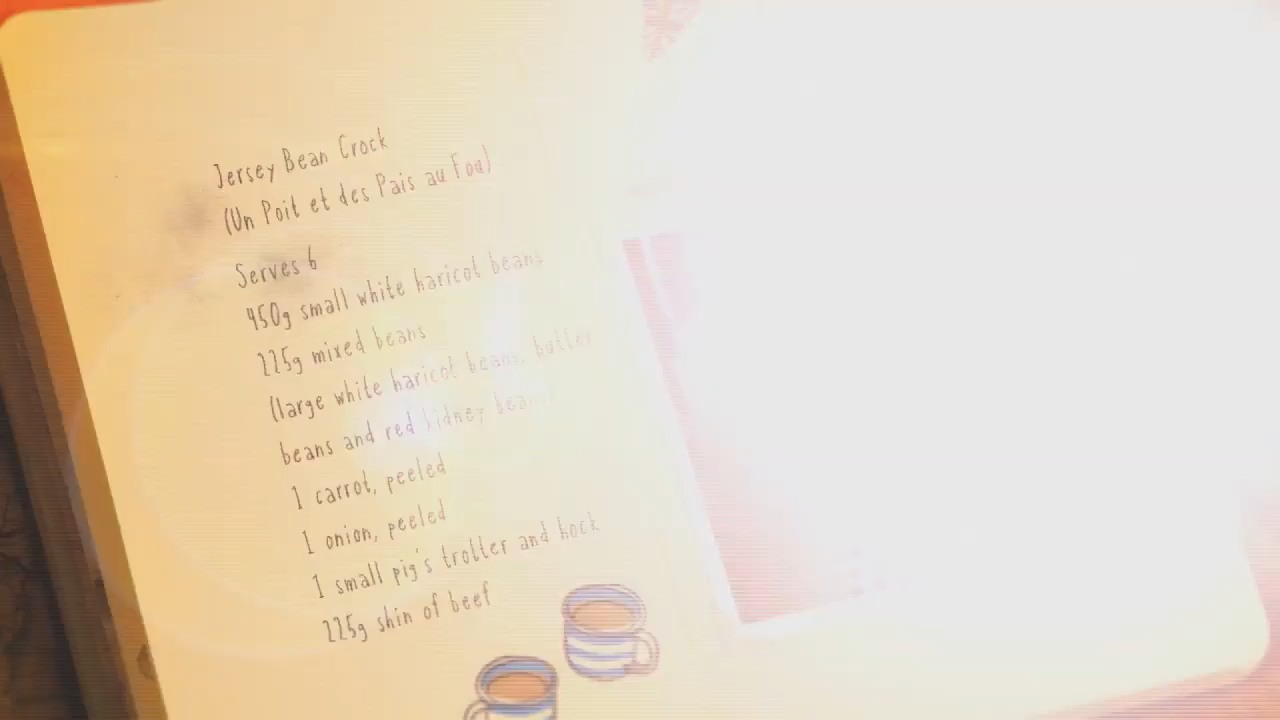 Jersey Bean Crock
(Un Poit et des Pais au Fou)
Serves 6
450g small white haricot beans
225g mixed beans
(large white haricot beans, butter
beans and red kidney beans)
1 carrot, peeled
1 onion, peeled
1 small pig's trotter and hock
225g shin of beef